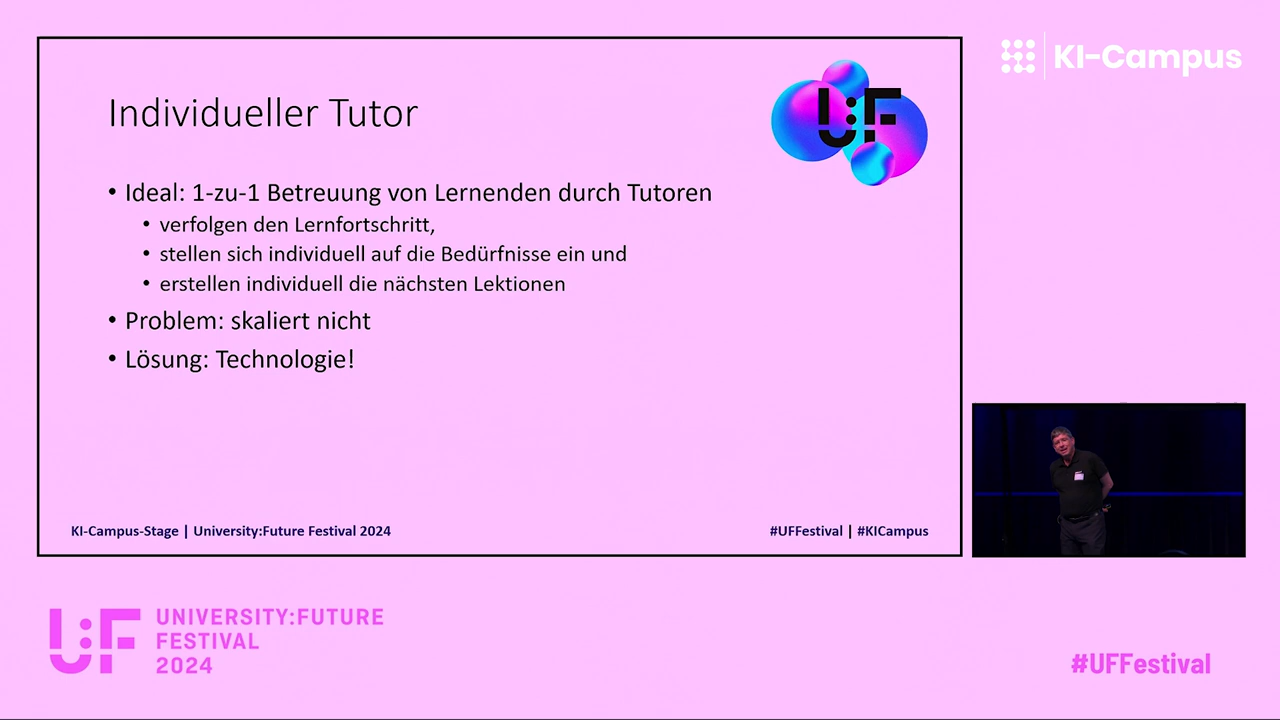 KI-Campus
U:F
Individueller Tutor
• Ideal: 1-zu-1 Betreuung von Lernenden durch Tutoren
• verfolgen den Lernfortschritt,
• stellen sich individuell auf die Bedürfnisse ein und
• erstellen individuell die nächsten Lektionen
• Problem: skaliert nicht
• Lösung: Technologie!
KI-Campus-Stage | University:Future Festival 2024
#UFFestival | #KICampus
U:F
UNIVERSITY:FUTURE
FESTIVAL
2024
#UFFestival